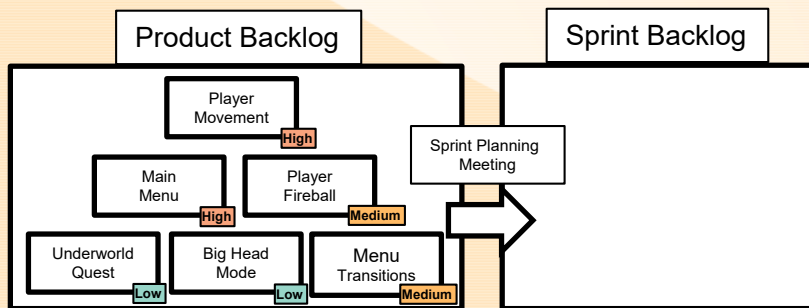 Product Backlog
Sprint Backlog
Player
Movement
High
Sprint Planning
Meeting
Main
Menu
High
Player
Fireball
Medium
Underworld
Quest
Low
Big Head
Mode
Low
Menu
Transitions
Medium